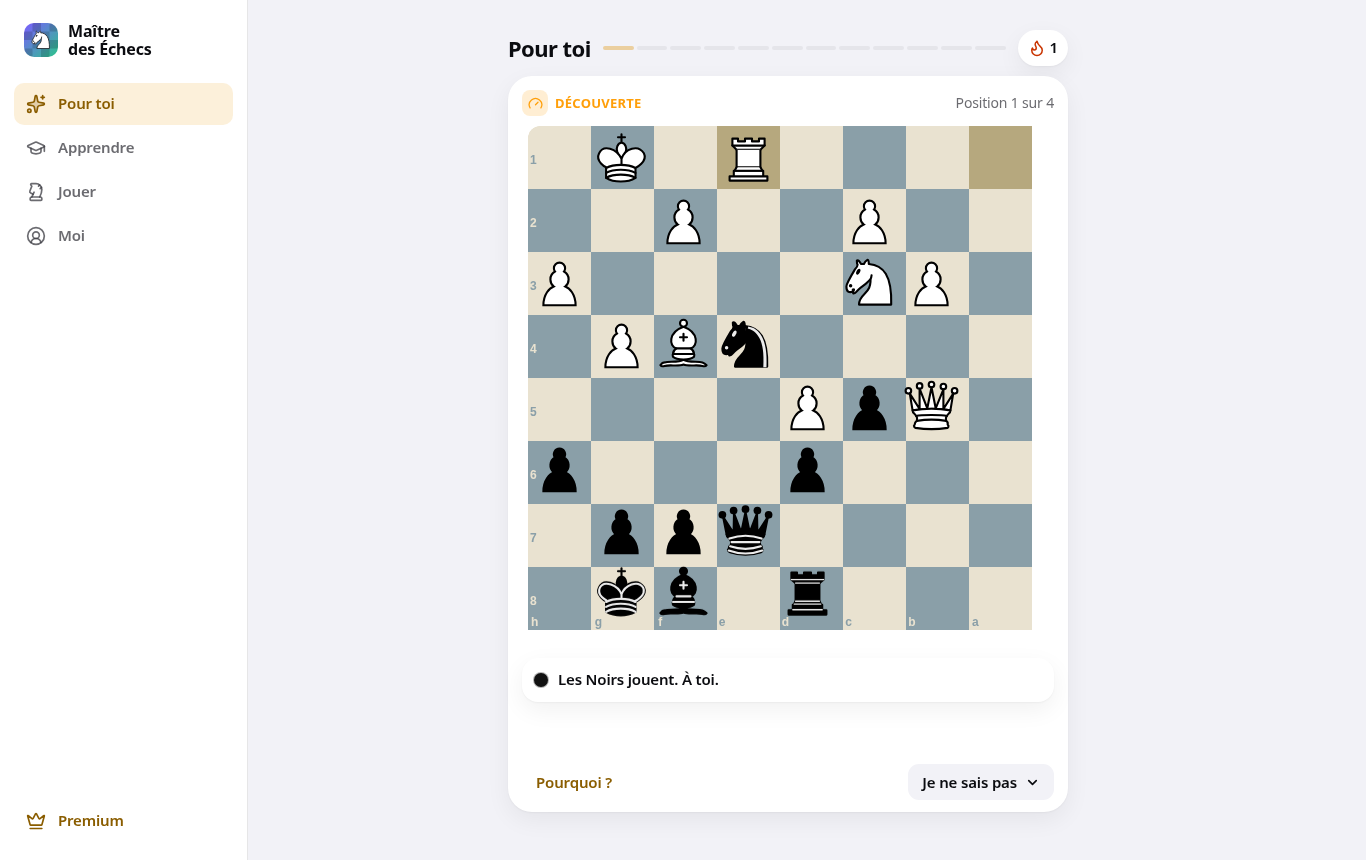 Maître
des Échecs
Pour toi
Apprendre
Jouer
Moi
Premium
Pour toi
1
DÉCOUVERTE
Position 1 sur 4
1
2
3
4
5
6
7
8
h g f e d c b a
Les Noirs jouent. À toi.
Pourquoi ?
Je ne sais pas